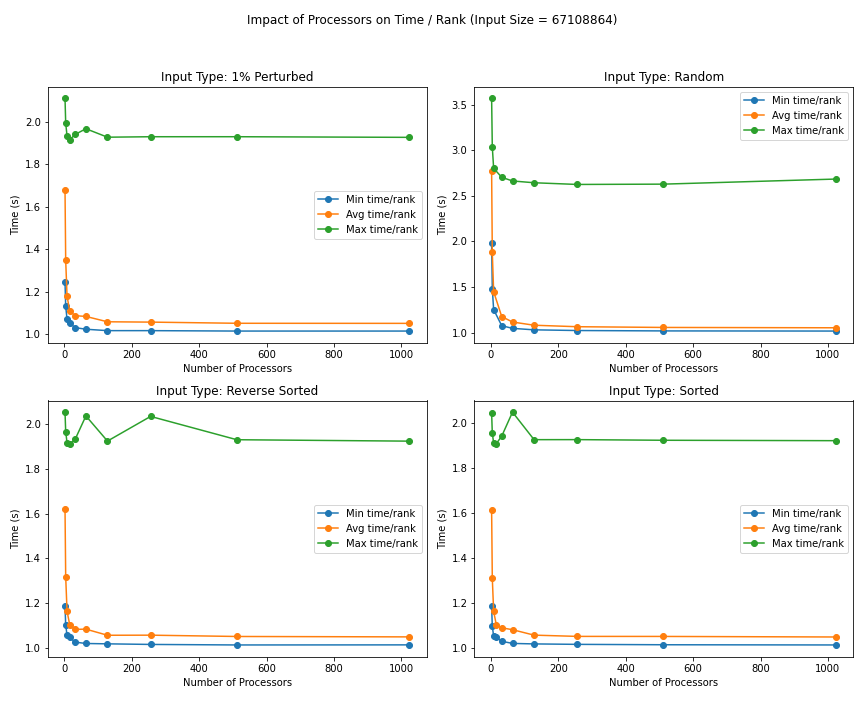 Impact of Processors on Time / Rank (Input Size = 67108864)
Input Type: 1% Perturbed
2.0
1.8
1.6
1.4
1.2
1.0
Time (s)
0 200 400 600 800 1000
Number of Processors
Min time/rank
Avg time/rank
Max time/rank
Input Type: Random
3.5
3.0
2.5
2.0
1.5
1.0
Time (s)
0 200 400 600 800 1000
Number of Processors
Min time/rank
Avg time/rank
Max time/rank
Input Type: Reverse Sorted
2.0
1.8
1.6
1.4
1.2
1.0
Time (s)
0 200 400 600 800 1000
Number of Processors
Min time/rank
Avg time/rank
Max time/rank
Input Type: Sorted
2.0
1.8
1.6
1.4
1.2
1.0
Time (s)
0 200 400 600 800 1000
Number of Processors
Min time/rank
Avg time/rank
Max time/rank